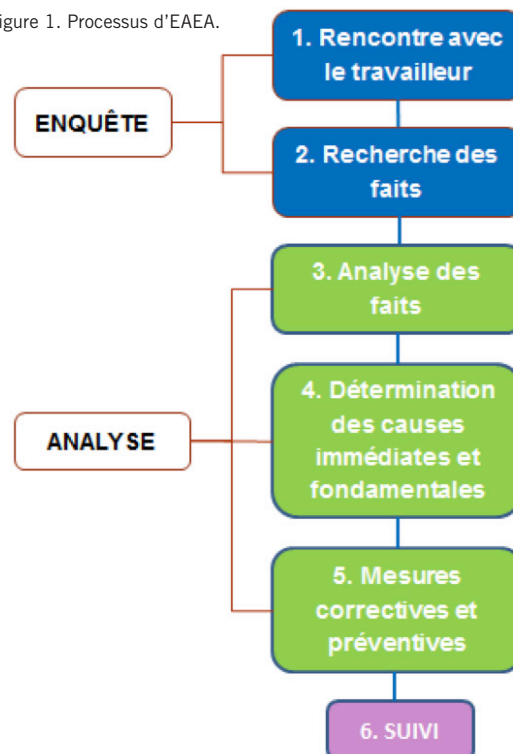 igure 1. Processus d’EAEA.
1. Rencontre avec
le travailleur
ENQUÊTE
2. Recherche des
faits
3. Analyse des
faits
4. Détermination
des causes
immédiates et
fondamentales
ANALYSE
5. Mesures
correctives et
préventives
6. SUIVI